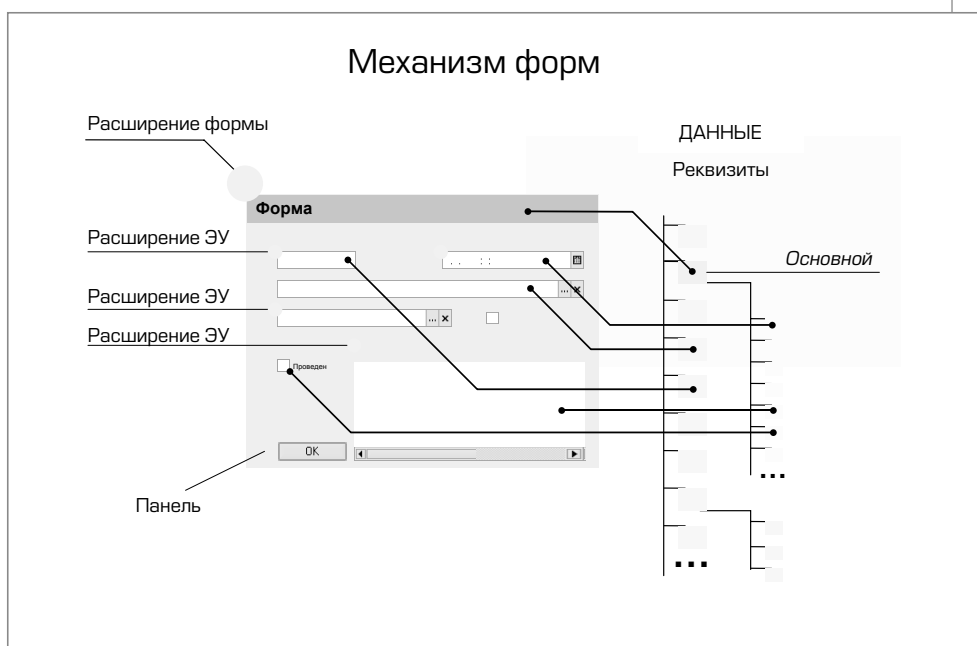 Механизм форм
Расширение формы
ДАННЫЕ
Реквизиты
Форма
Расширение ЭУ
Основной
. . : :
...
Расширение ЭУ
...
Расширение ЭУ
Проведен
OK
...
Панель
...